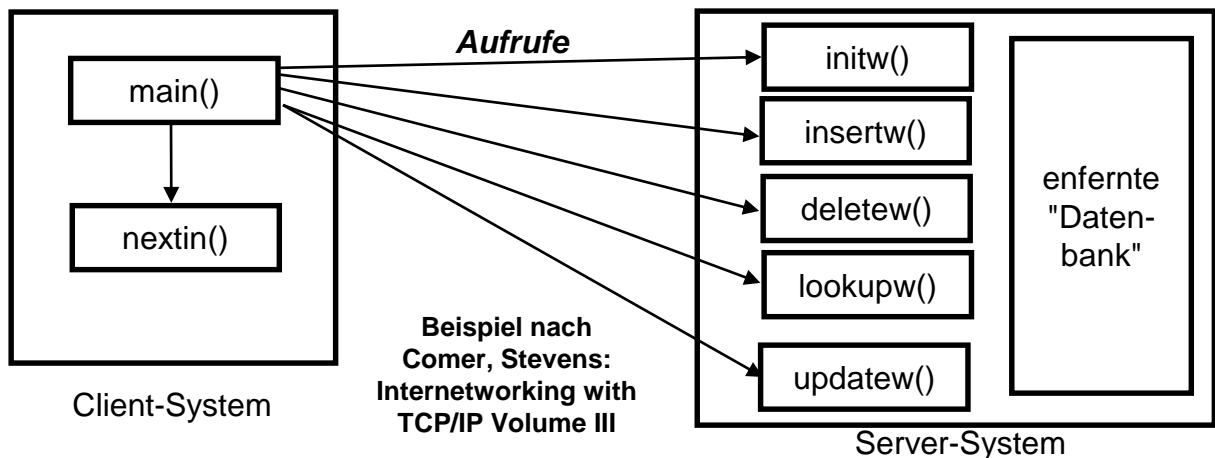 Aufrufe
main()
nextin()
Client-System
initw()
insertw()
deletew()
lookupw()
updatew()
enfernte
"Daten-
bank"
Server-System
Beispiel nach
Comer, Stevens:
Internetworking with
TCP/IP Volume III